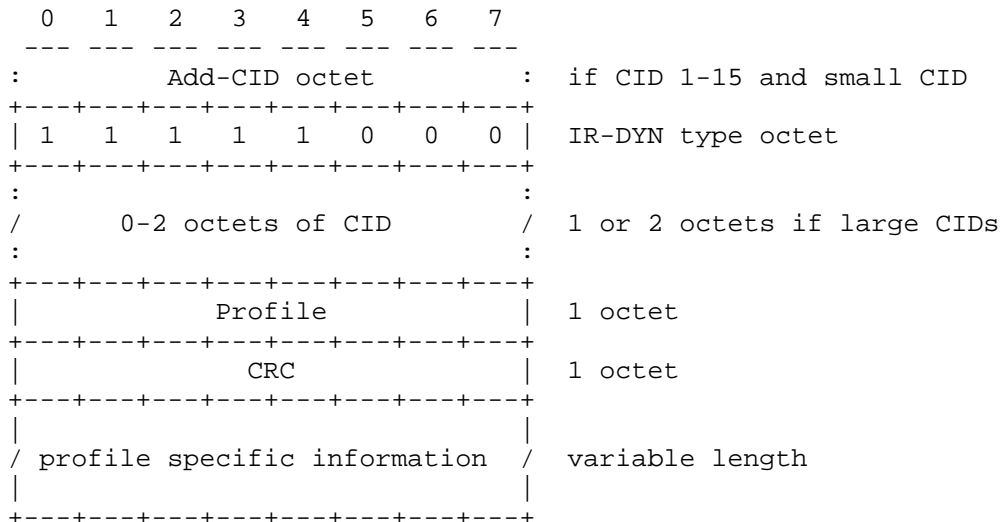 0   1   2   3   4   5   6   7
 --- --- --- --- --- --- --- ---
:         Add-CID octet         :  if CID 1-15 and small CID
+---+---+---+---+---+---+---+---+
| 1   1   1   1   1   0   0   0 |  IR-DYN type octet
+---+---+---+---+---+---+---+---+
:                               :
/      0-2 octets of CID        /  1 or 2 octets if large CIDs
:                               :
+---+---+---+---+---+---+---+---+
|            Profile            |  1 octet
+---+---+---+---+---+---+---+---+
|              CRC              |  1 octet
+---+---+---+---+---+---+---+---+
|                               |
/ profile specific information  /  variable length
|                               |
+---+---+---+---+---+---+---+---+